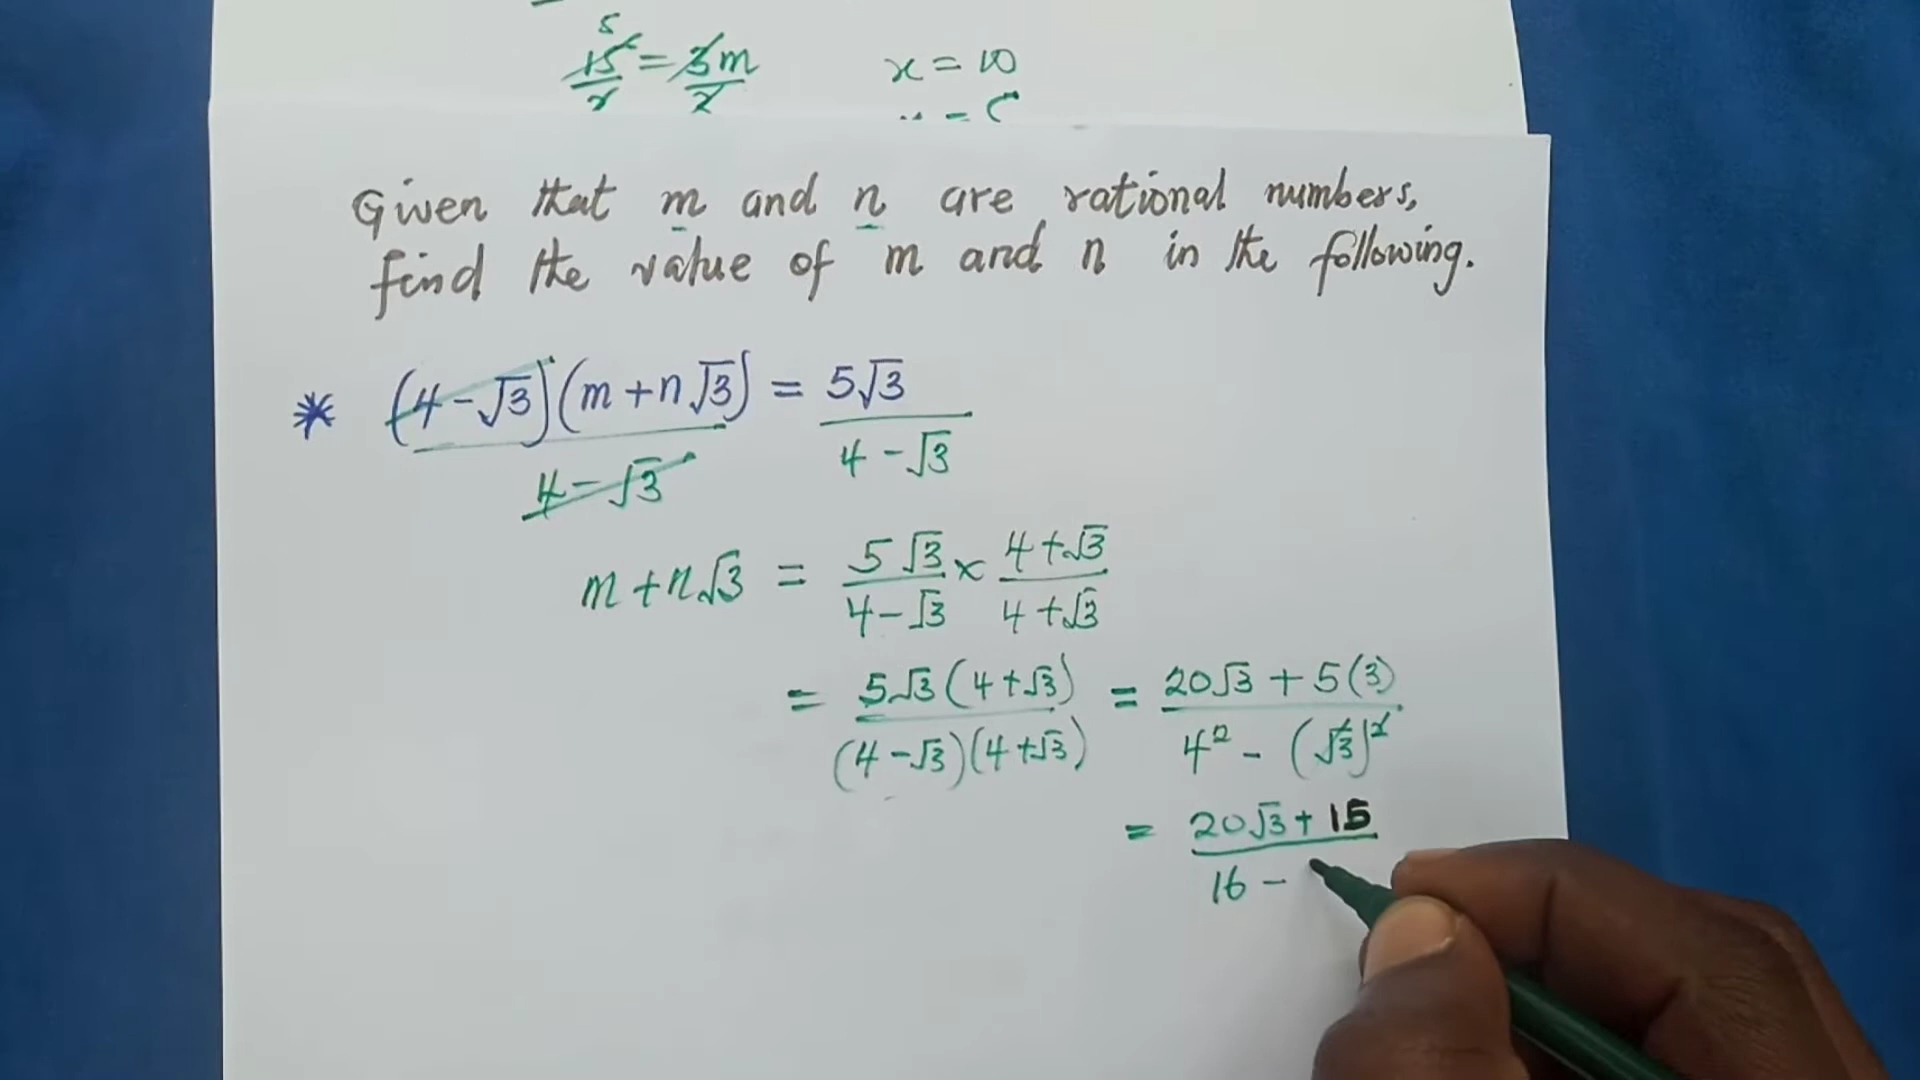 5
15/x = 3m/x x = 10
Given that m and n are rational numbers,
find the value of m and n in the following.
* (4-√3)(m+n√3)/(4-√3) = 5√3/(4-√3)
m+n√3 = 5√3/(4-√3) × (4+√3)/(4+√3)
= 5√3(4+√3)/((4-√3)(4+√3)) = (20√3+5(3))/(4²-(√3)²)
= (20√3+15)/(16-